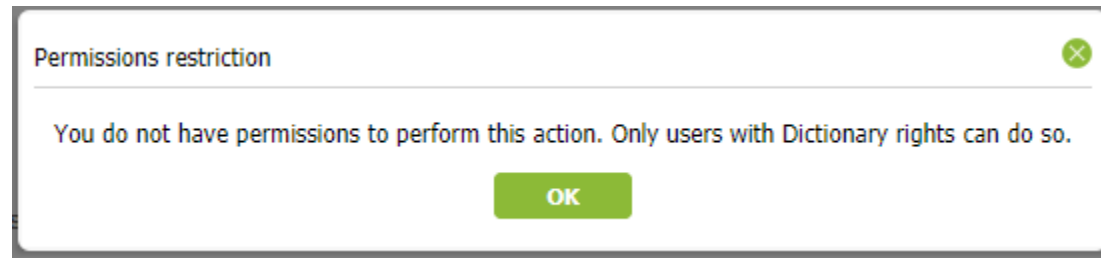 Permissions restriction
You do not have permissions to perform this action. Only users with Dictionary rights can do so.
OK